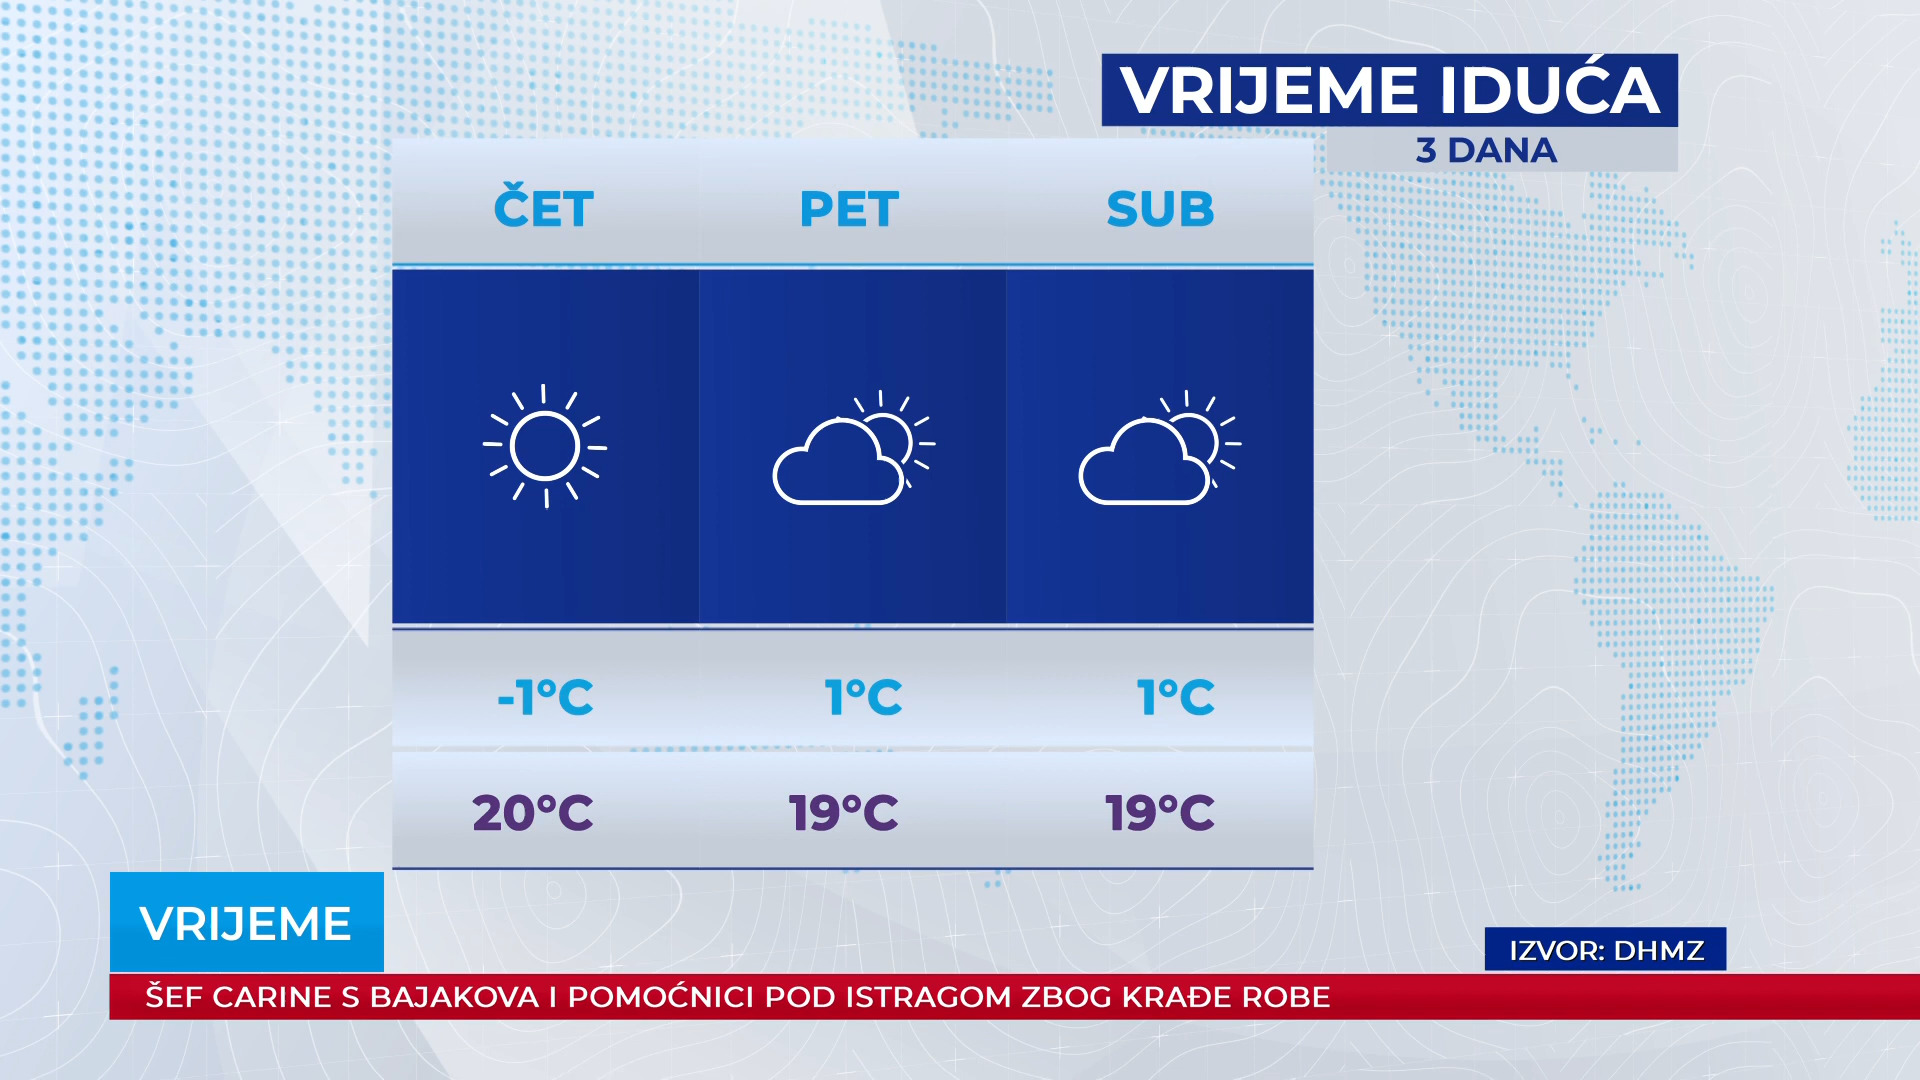 VRIJEME IDUĆA
3 DANA
ČET PET SUB
-1°C 1°C 1°C
20°C 19°C 19°C
VRIJEME
IZVOR: DHMZ
ŠEF CARINE S BAJAKOVA I POMOĆNICI POD ISTRAGOM ZBOG KRAĐE ROBE